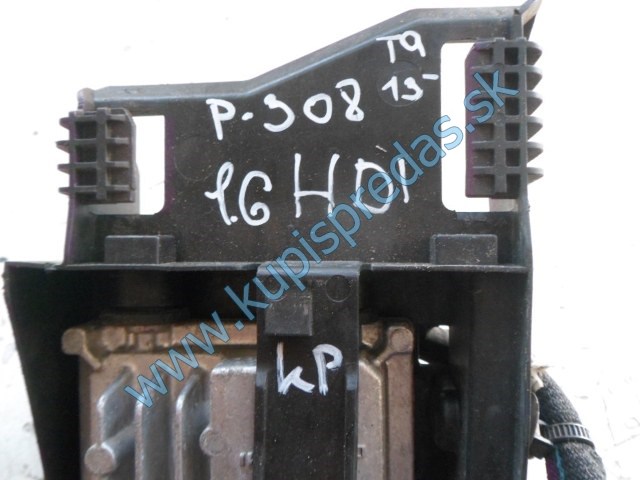 T9
P-308 13-
1.6 HDI
KP
www.kupispredas.sk